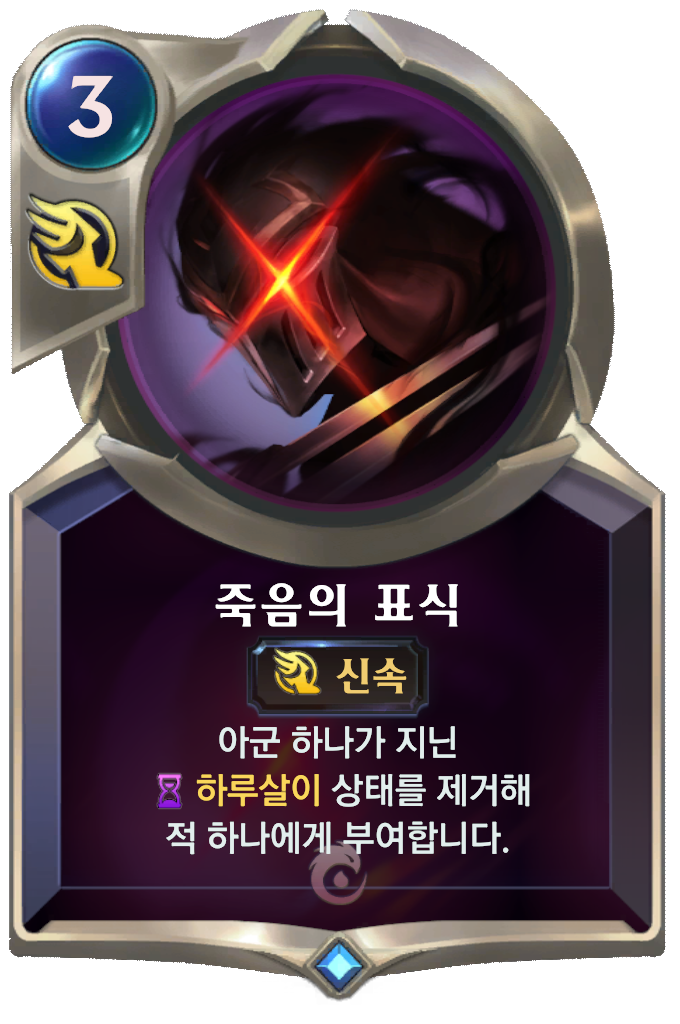 3
죽음의 표식
신속
아군 하나가 지닌
하루살이 상태를 제거해
적 하나에게 부여합니다.